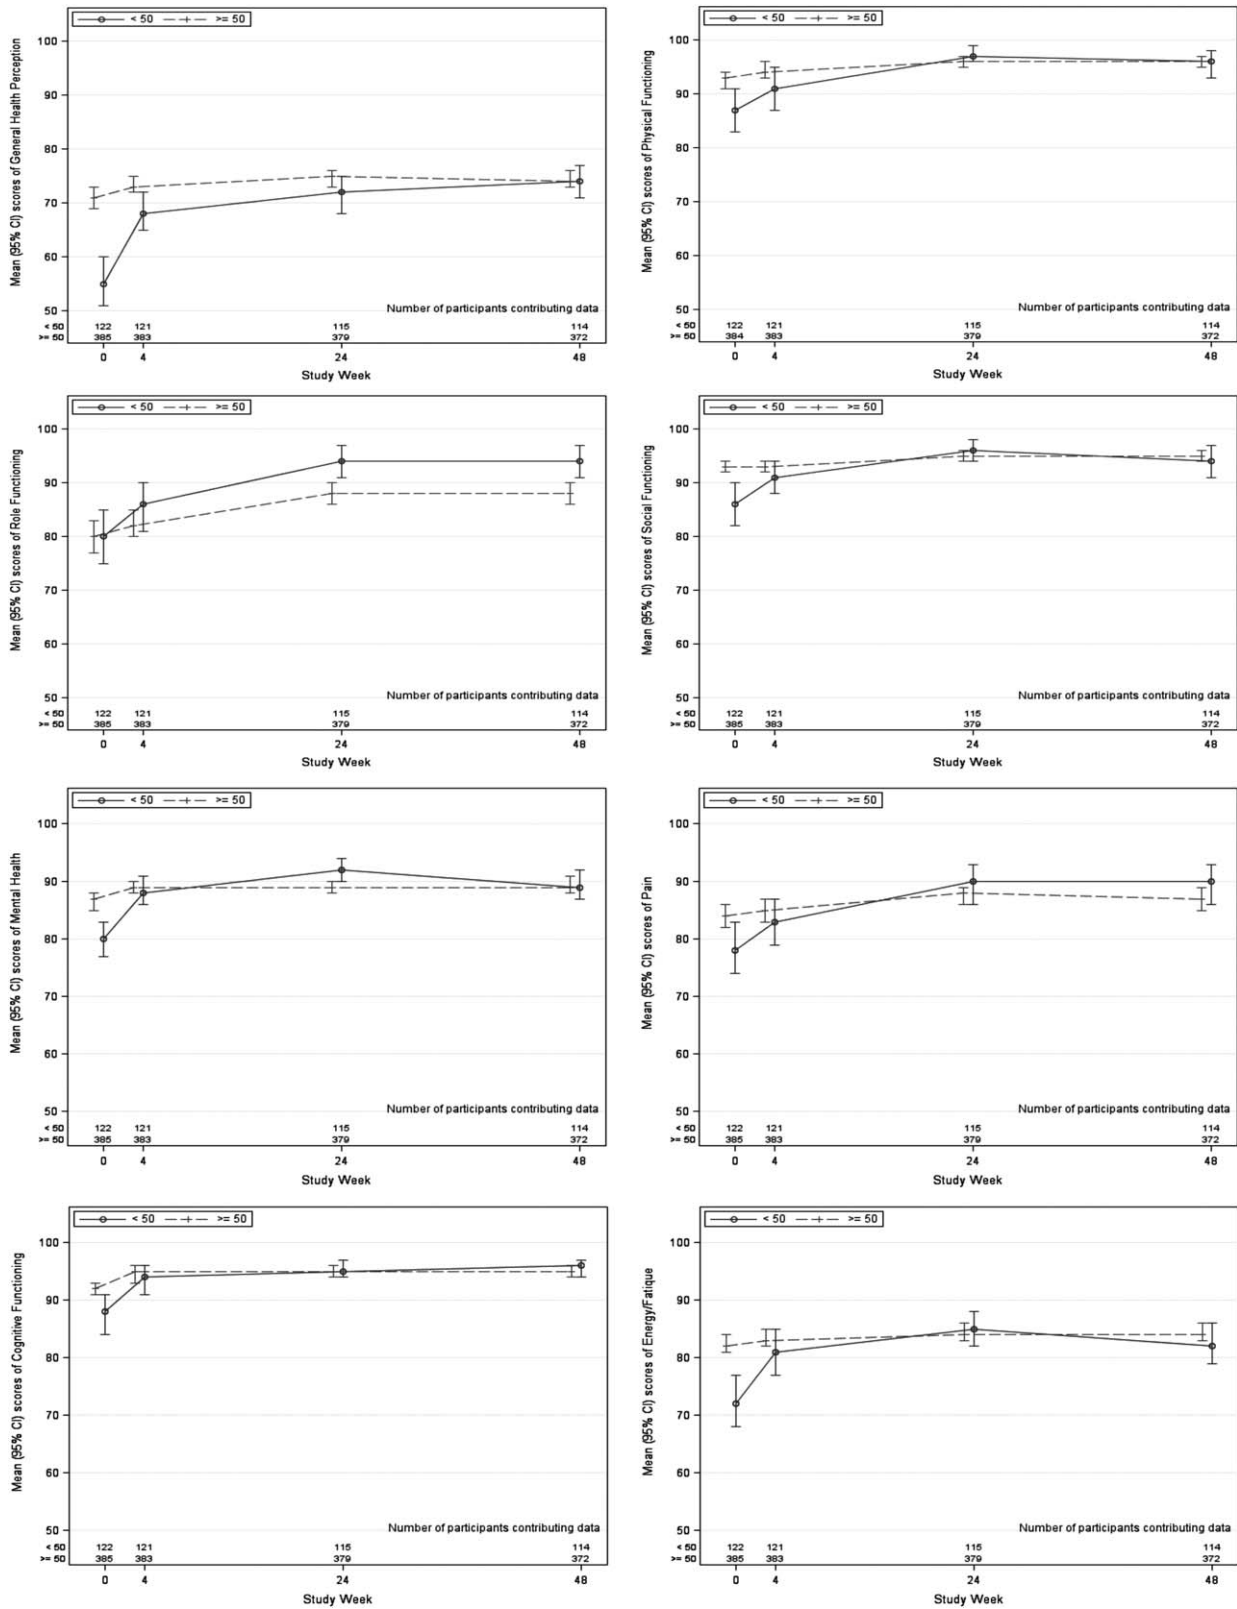 < 50 >= 50
Mean (95% CI) scores of General Health Perception
100
90
80
70
60
50
Number of participants contributing data
< 50 122 121 115 114
>= 50 385 383 379 372
0 4 24 48
Study Week
< 50 >= 50
Mean (95% CI) scores of Physical Functioning
100
90
80
70
60
50
Number of participants contributing data
< 50 122 121 115 114
>= 50 384 383 379 372
0 4 24 48
Study Week
< 50 >= 50
Mean (95% CI) scores of Role Functioning
100
90
80
70
60
50
Number of participants contributing data
< 50 122 121 115 114
>= 50 385 383 379 372
0 4 24 48
Study Week
< 50 >= 50
Mean (95% CI) scores of Social Functioning
100
90
80
70
60
50
Number of participants contributing data
< 50 122 121 115 114
>= 50 385 383 379 372
0 4 24 48
Study Week
< 50 >= 50
Mean (95% CI) scores of Mental Health
100
90
80
70
60
50
Number of participants contributing data
< 50 122 121 115 114
>= 50 385 383 379 372
0 4 24 48
Study Week
< 50 >= 50
Mean (95% CI) scores of Pain
100
90
80
70
60
50
Number of participants contributing data
< 50 122 121 115 114
>= 50 385 383 379 372
0 4 24 48
Study Week
< 50 >= 50
Mean (95% CI) scores of Cognitive Functioning
100
90
80
70
60
50
Number of participants contributing data
< 50 122 121 115 114
>= 50 385 383 379 372
0 4 24 48
Study Week
< 50 >= 50
Mean (95% CI) scores of Energy/Fatique
100
90
80
70
60
50
Number of participants contributing data
< 50 122 121 115 114
>= 50 385 383 379 372
0 4 24 48
Study Week